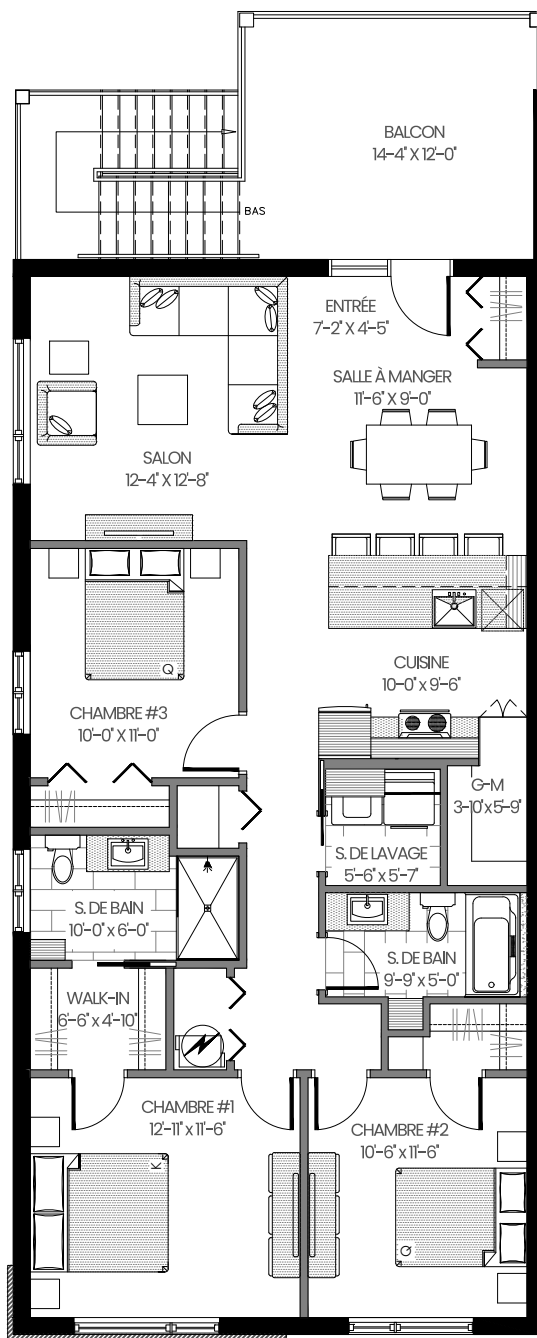 BALCON
14'-4" X 12'-0"
BAS
ENTRÉE
7'-2" X 4'-5"
SALLE À MANGER
11'-6" X 9'-0"
SALON
12'-4" X 12'-8"
CUISINE
10'-0" x 9'-6"
Q
CHAMBRE #3
10'-0" X 11'-0"
G-M
3-10"x5'-9"
S. DE LAVAGE
5'-6" x 5'-7"
S. DE BAIN
10'-0" x 6'-0"
S. DE BAIN
9'-9" x 5'-0"
WALK-IN
6'-6" x 4'-10"
CHAMBRE #1
12'-11" x 11'-6"
CHAMBRE #2
10'-6" x 11'-6"
K
Q